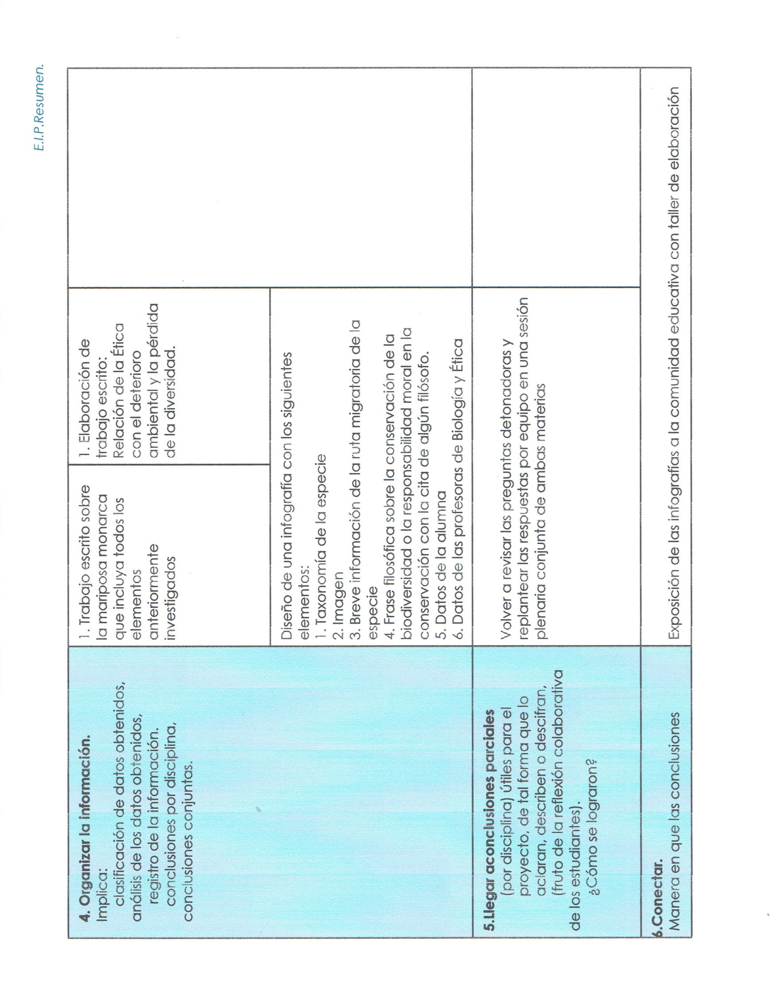 E.I.P.Resumen.
4. Organizar la información.
Implica:
clasificación de datos obtenidos,
análisis de los datos obtenidos,
registro de la información.
conclusiones por disciplina,
conclusiones conjuntas.
1. Trabajo escrito sobre
la mariposa monarca
que incluya todos los
elementos
anteriormente
investigados
1. Elaboración de
trabajo escrito:
Relación de la Ética
con el deterioro
ambiental y la pérdida
de la diversidad.
Diseño de una infografía con los siguientes
elementos:
1. Taxonomía de la especie
2. Imagen
3. Breve información de la ruta migratoria de la
especie
4. Frase filosófica sobre la conservación de la
biodiversidad o la responsabilidad moral en la
conservación con la cita de algún filósofo.
5. Datos de la alumna
6. Datos de las profesoras de Biología y Ética
5.Llegar aconclusiones parciales
(por disciplina) útiles para el
proyecto, de tal forma que lo
aclaran, describen o descifran,
(fruto de la reflexión colaborativa
de los estudiantes).
¿Cómo se lograron?
Volver a revisar las preguntas detonadoras y
replantear las respuestas por equipo en una sesión
plenaria conjunta de ambas materias
6.Conectar.
Manera en que las conclusiones
Exposición de las infografías a la comunidad educativa con taller de elaboración